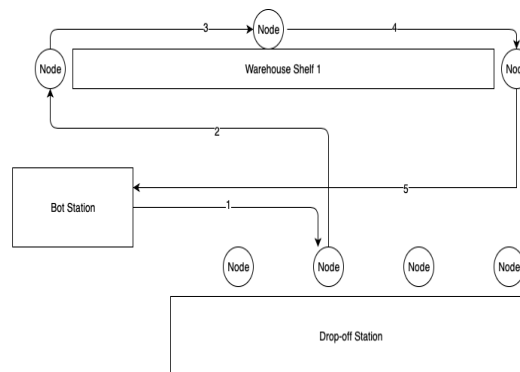 3
Node
4
Node
Warehouse Shelf 1
2
5
Bot Station
1
Node
Node
Node
Node
Drop-off Station